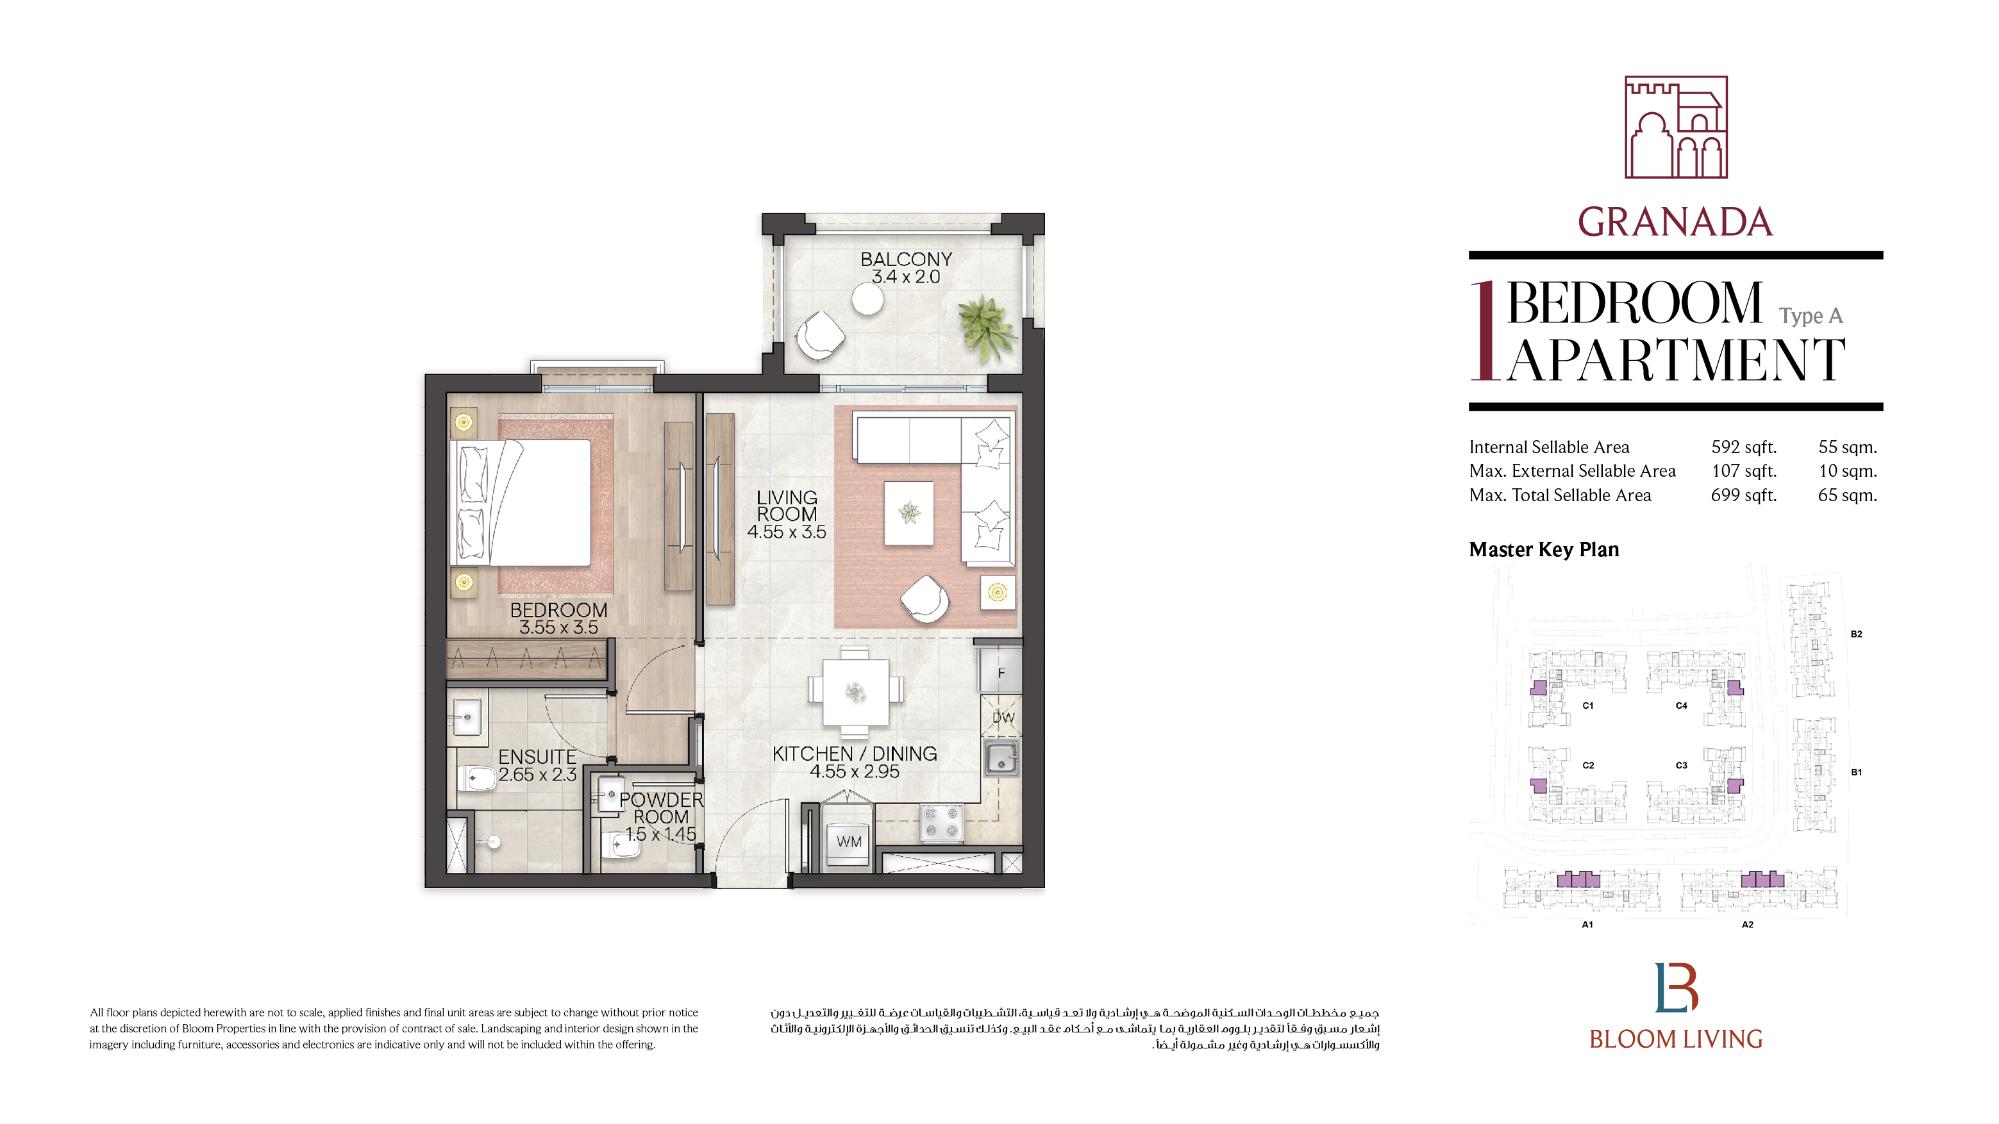 GRANADA
1 BEDROOM Type A
APARTMENT
Internal Sellable Area 592 sqft. 55 sqm.
Max. External Sellable Area 107 sqft. 10 sqm.
Max. Total Sellable Area 699 sqft. 65 sqm.
Master Key Plan
B2
C1 C4
C2 C3
B1
A1 A2
BLOOM LIVING
BALCONY
3.4 x 2.0
LIVING
ROOM
4.55 x 3.5
BEDROOM
3.55 x 3.5
F
DW
KITCHEN / DINING
4.55 x 2.95
ENSUITE
2.65 x 2.3
POWDER
ROOM
1.5 x 1.45
WM
All floor plans depicted herewith are not to scale, applied finishes and final unit areas are subject to change without prior notice
at the discretion of Bloom Properties in line with the provision of contract of sale. Landscaping and interior design shown in the
imagery including furniture, accessories and electronics are indicative only and will not be included within the offering.
جميع مخططات الوحدات السكنية الموضحة هي إرشادية ولا تعد قياسية، التشطيبات والقياسات عرضة للتغيير والتعديل دون
إشعار مسبق وفقاً لتقدير بلووم العقارية بما يتماشى مع أحكام عقد البيع. وكذلك تنسيق الحدائق والأجهزة الإلكترونية والأثاث
والأكسسوارات هي إرشادية وغير مشمولة أيضاً.